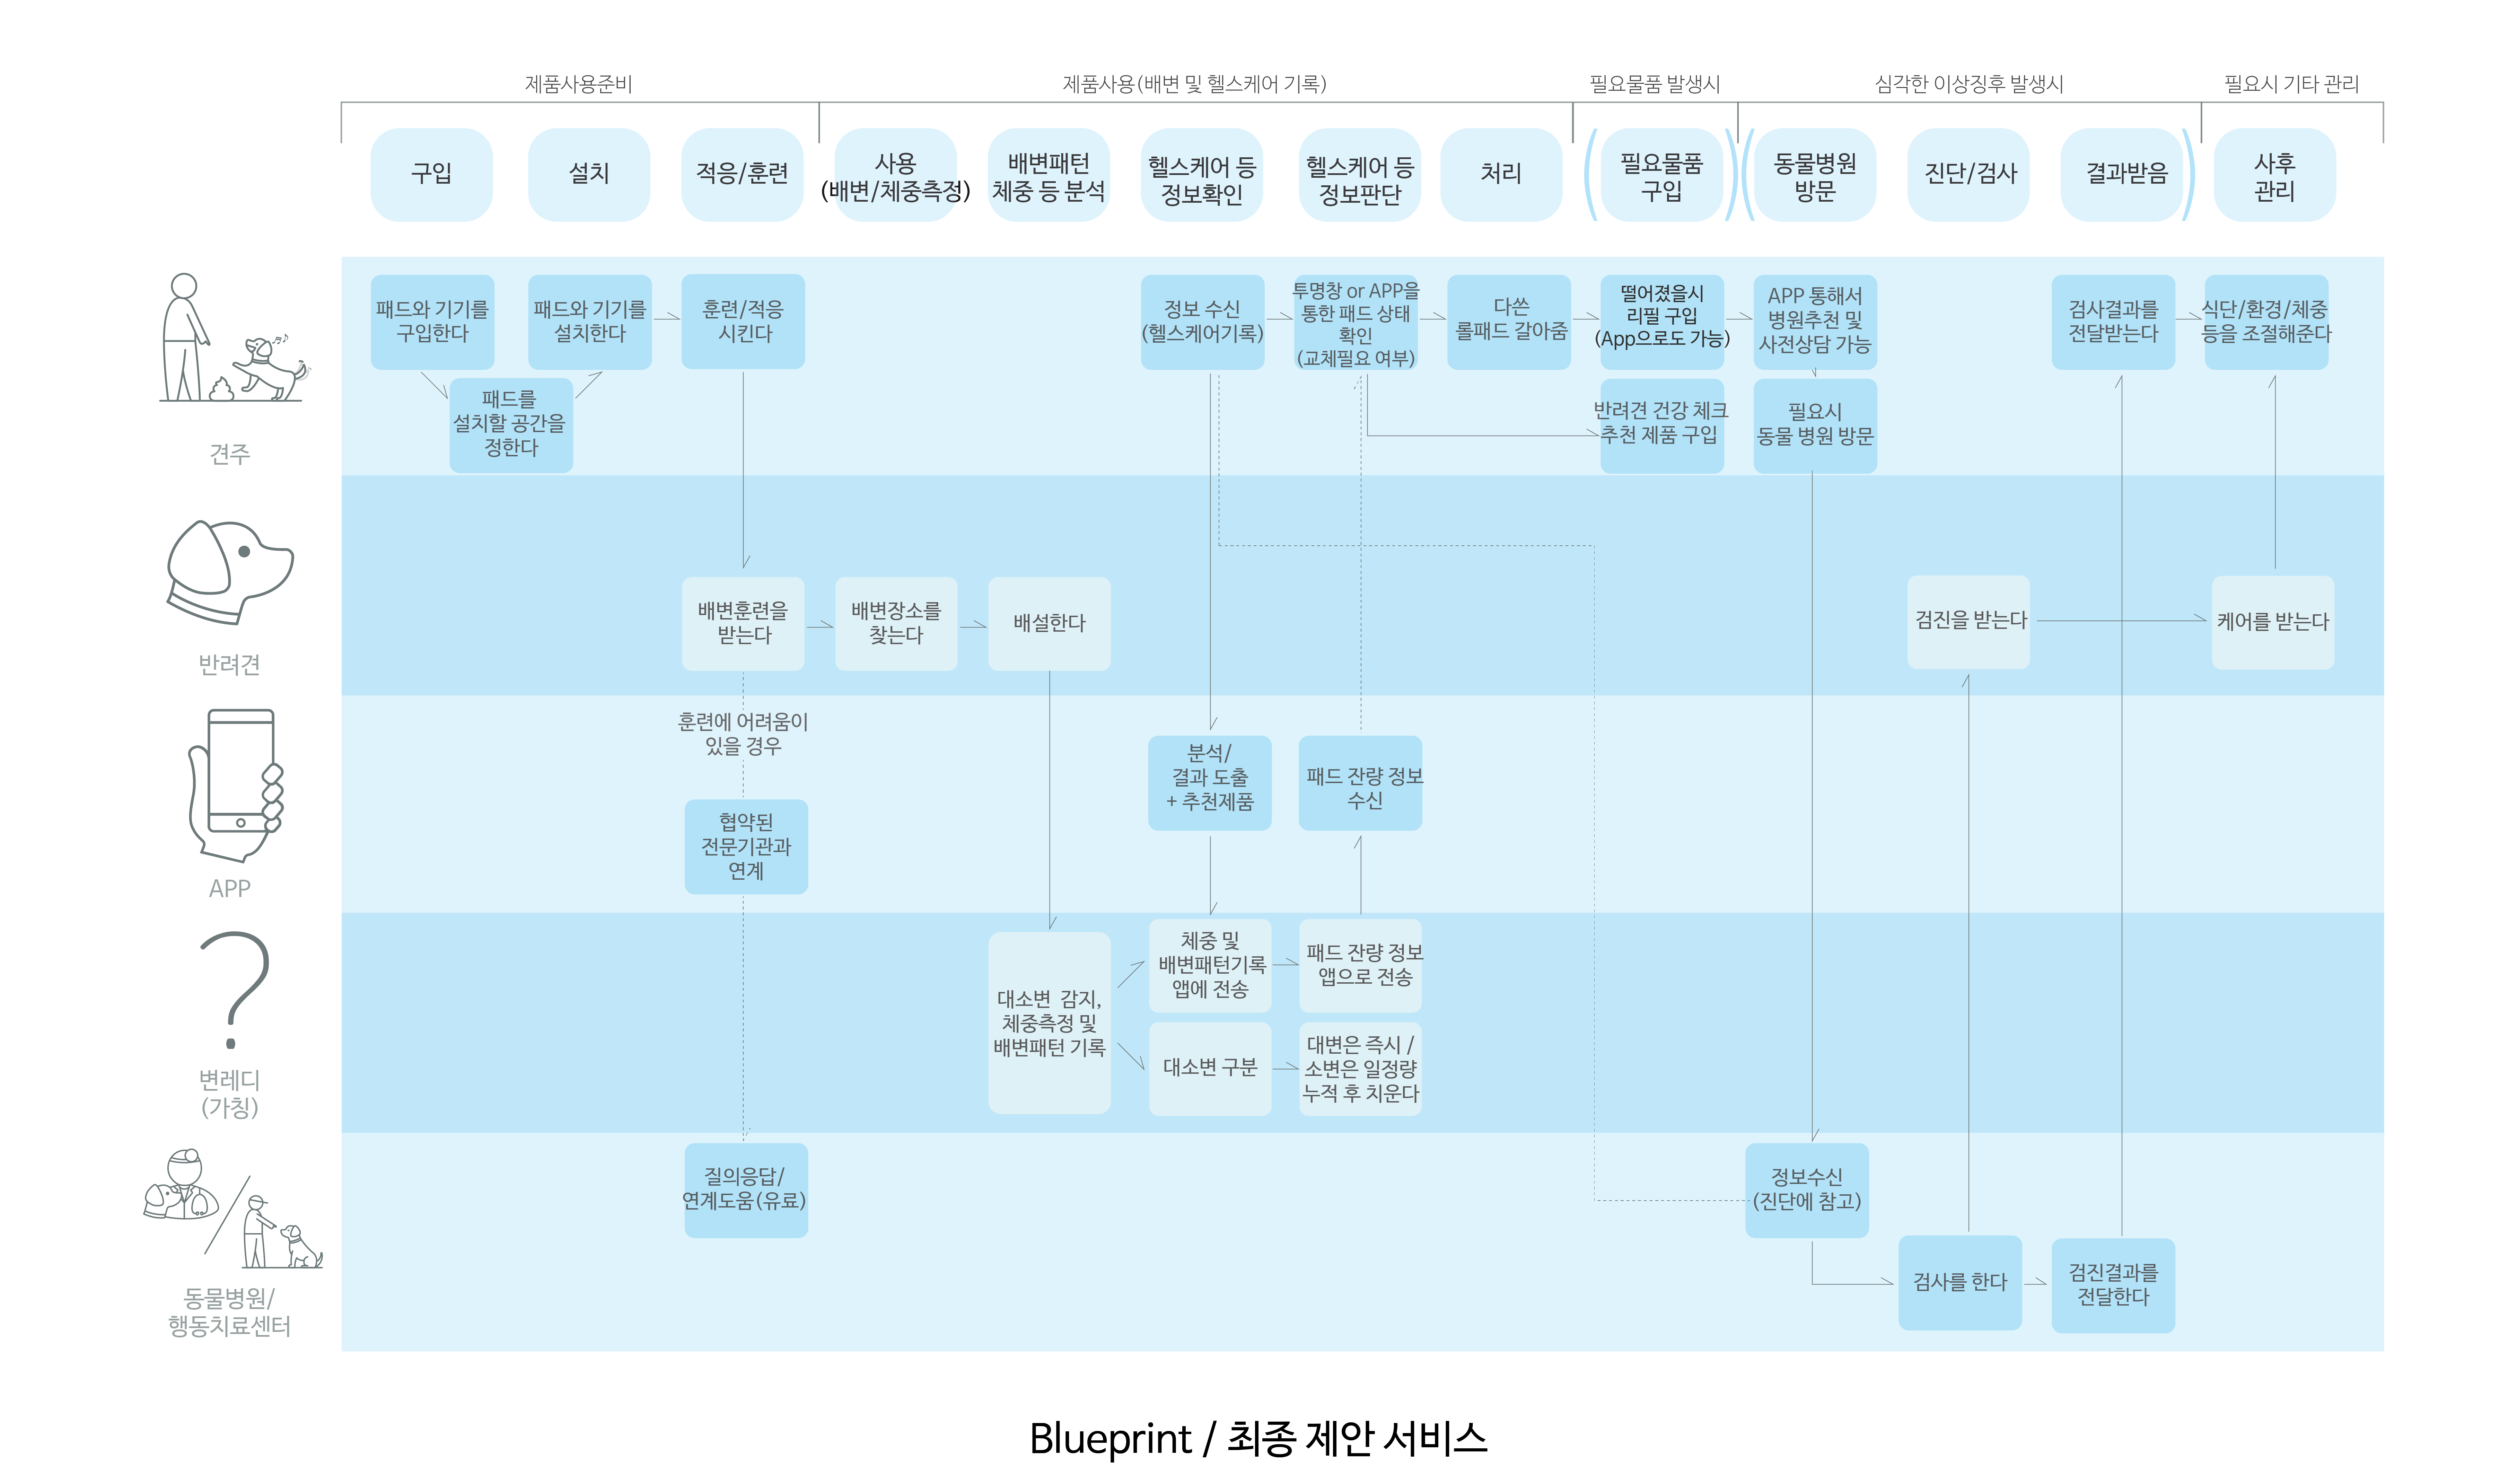 제품사용준비
제품사용(배변 및 헬스케어 기록)
필요물품 발생시
심각한 이상징후 발생시
필요시 기타 관리
구입
설치
적응/훈련
사용
(배변/체중측정)
배변패턴
체중 등 분석
헬스케어 등
정보확인
헬스케어 등
정보판단
처리
필요물품
구입
동물병원
방문
진단/검사
결과받음
사후
관리
견주
패드와 기기를
구입한다
패드를
설치할 공간을
정한다
패드와 기기를
설치한다
훈련/적응
시킨다
정보 수신
(헬스케어기록)
투명창 or APP을
통한 패드 상태
확인
(교체필요 여부)
다쓴
롤패드 갈아줌
떨어졌을시
리필 구입
(App으로도 가능)
반려견 건강 체크
추천 제품 구입
APP 통해서
병원추천 및
사전상담 가능
필요시
동물 병원 방문
검사결과를
전달받는다
식단/환경/체중
등을 조절해준다
반려견
배변훈련을
받는다
배변장소를
찾는다
배설한다
검진을 받는다
케어를 받는다
APP
훈련에 어려움이
있을 경우
협약된
전문기관과
연계
분석/
결과 도출
+ 추천제품
패드 잔량 정보
수신
변레디
(가칭)
대소변 감지,
체중측정 및
배변패턴 기록
체중 및
배변패턴기록
앱에 전송
패드 잔량 정보
앱으로 전송
대소변 구분
대변은 즉시 /
소변은 일정량
누적 후 치운다
동물병원/
행동치료센터
질의응답/
연계도움(유료)
정보수신
(진단에 참고)
검사를 한다
검진결과를
전달한다
Blueprint / 최종 제안 서비스